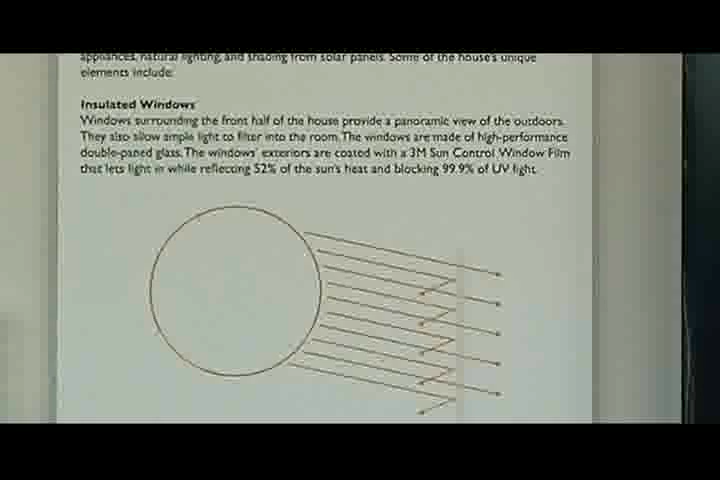 appliances, natural lighting, and shading from solar panels. Some of the house's unique
elements include:
Insulated Windows
Windows surrounding the front half of the house provide a panoramic view of the outdoors.
They also allow ample light to filter into the room. The windows are made of high-performance
double-paned glass. The windows' exteriors are coated with a 3M Sun Control Window Film
that lets light in while reflecting 52% of the sun's heat and blocking 99.9% of UV light.